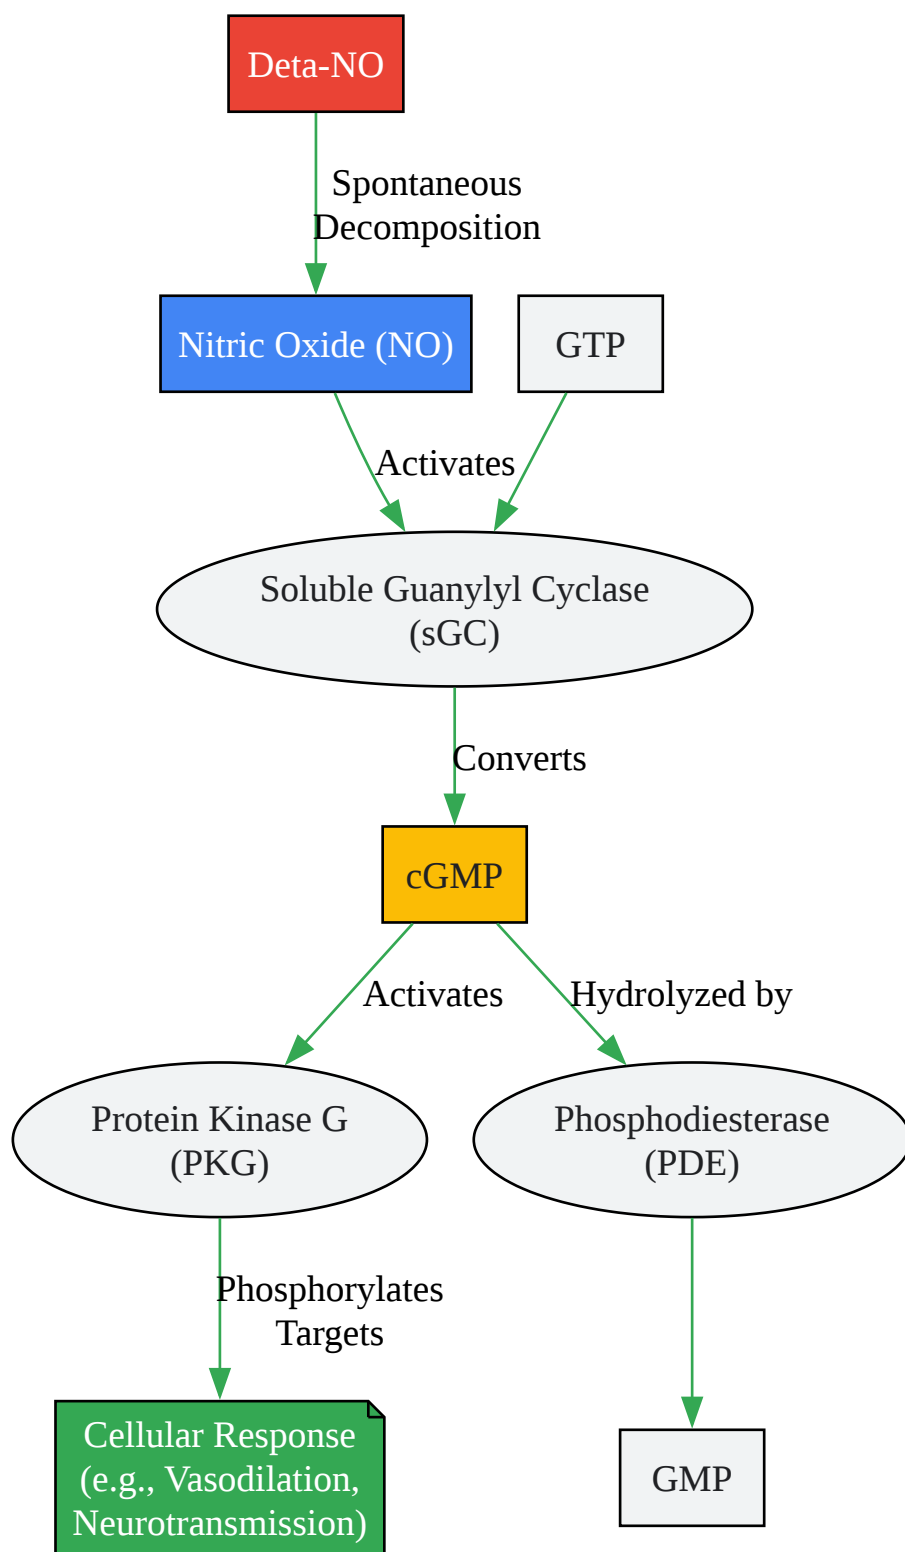 Deta-NO
Spontaneous
Decomposition
Nitric Oxide (NO)
GTP
Activates
Soluble Guanylyl Cyclase
(sGC)
Converts
cGMP
Activates
Hydrolyzed by
Protein Kinase G
(PKG)
Phosphodiesterase
(PDE)
Phosphorylates
Targets
Cellular Response
(e.g., Vasodilation,
Neurotransmission)
GMP